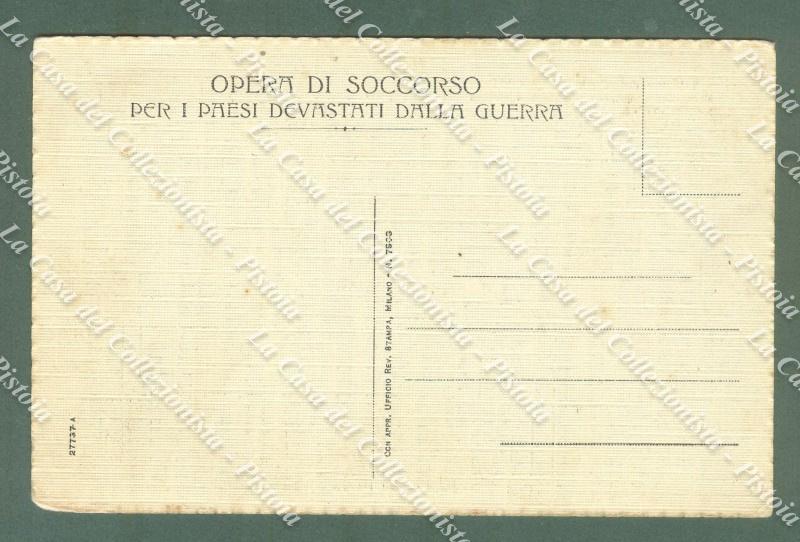 OPERA DI SOCCORSO
PER I PAESI DEVASTATI DALLA GUERRA
CON APPR. UFFICIO REV. STAMPA, MILANO - N. 7503
27737-A
La Casa del Collezionista - Pistoia